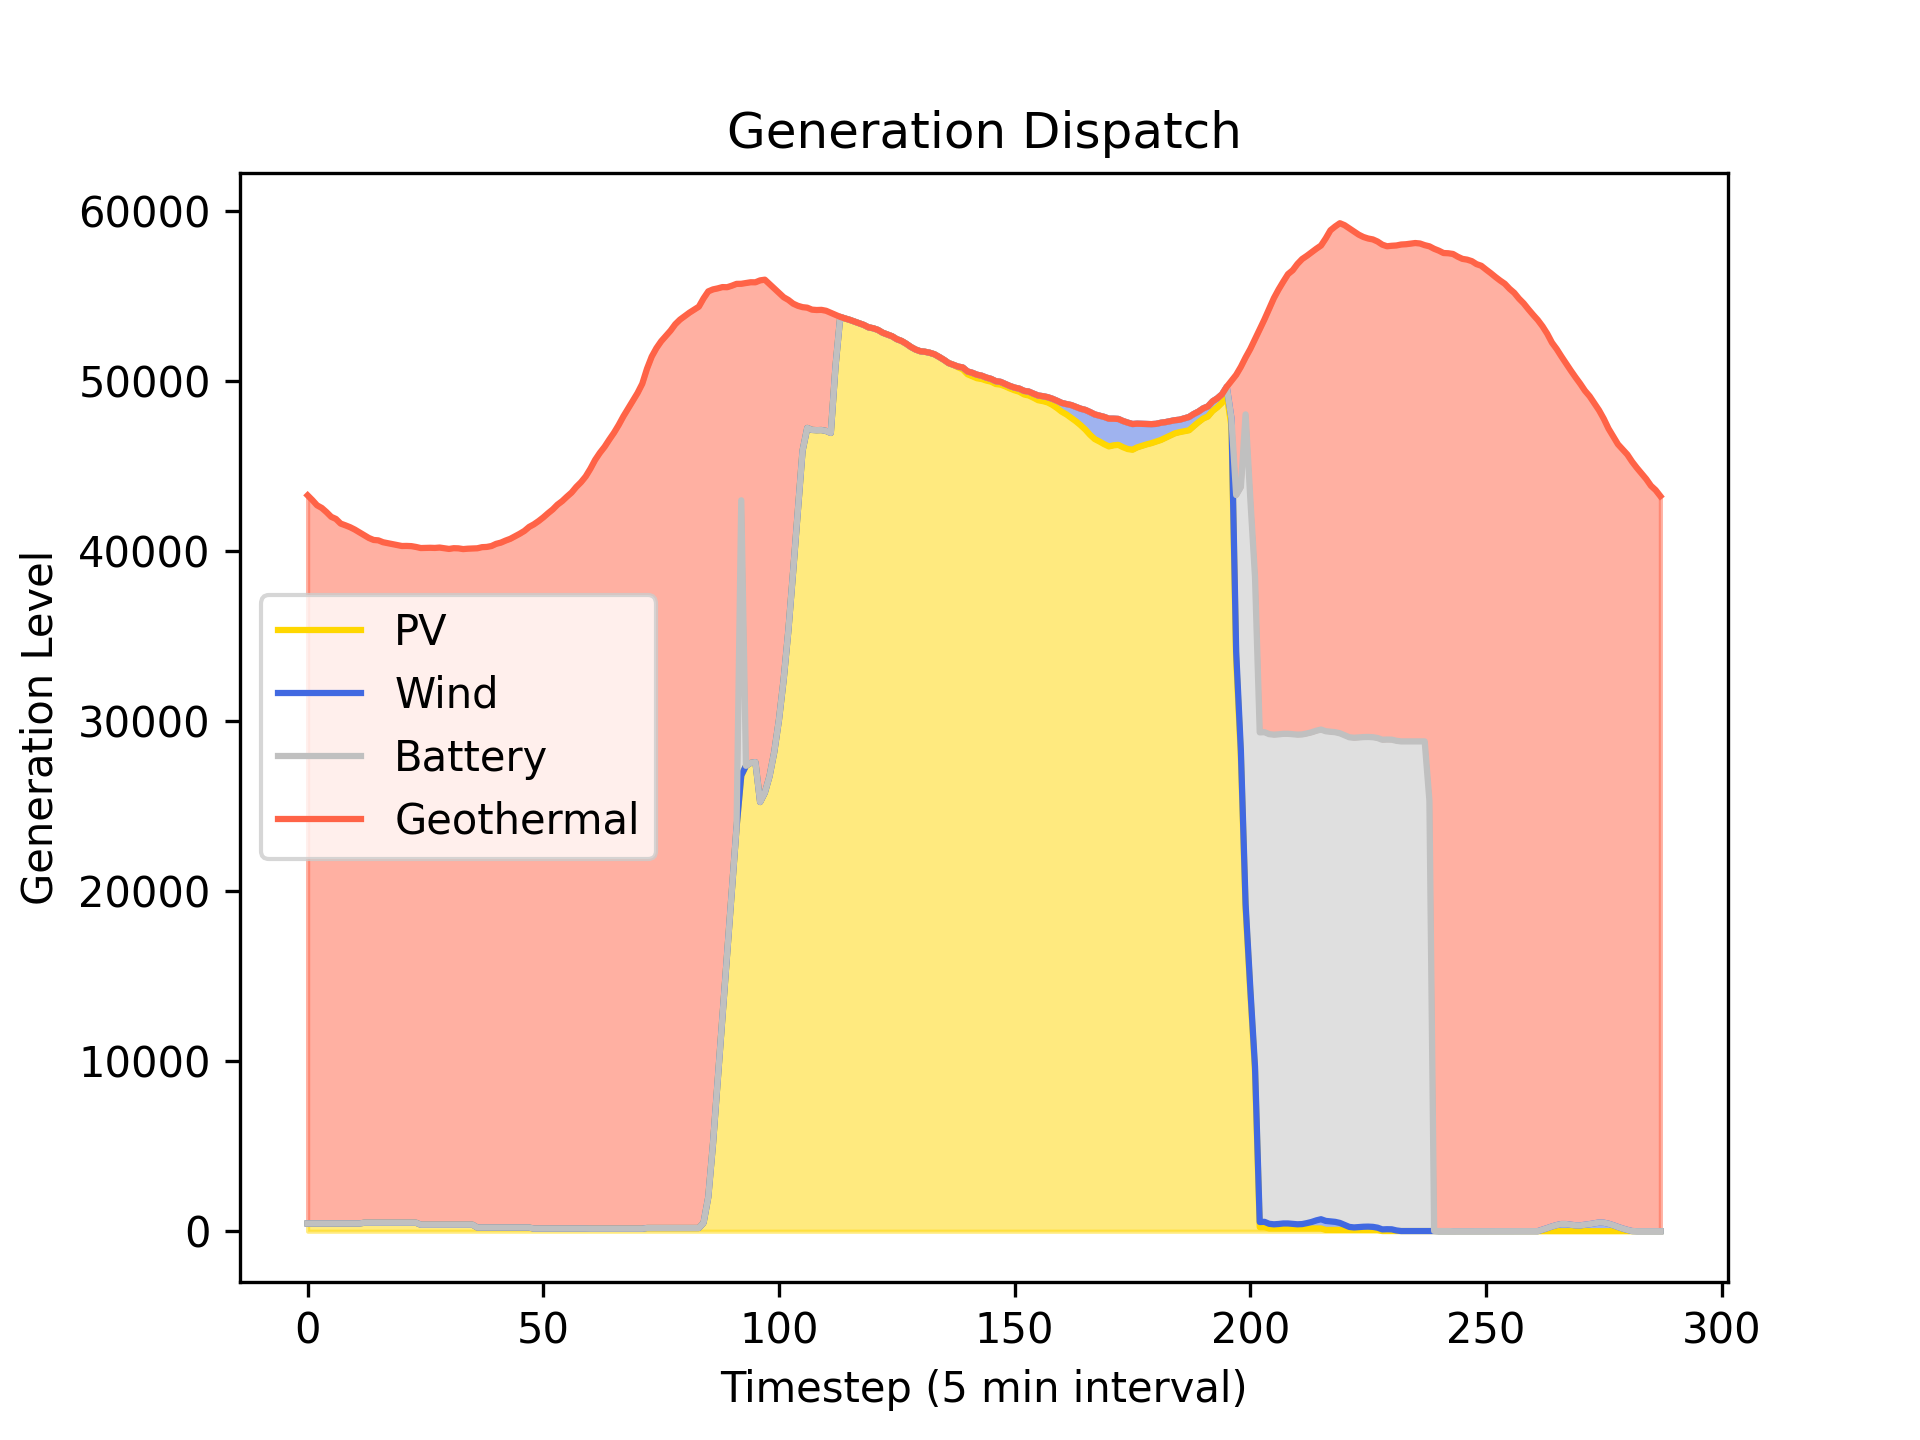 Generation Dispatch
60000
50000
40000
30000
20000
10000
0
Generation Level
PV
Wind
Battery
Geothermal
0 50 100 150 200 250 300
Timestep (5 min interval)